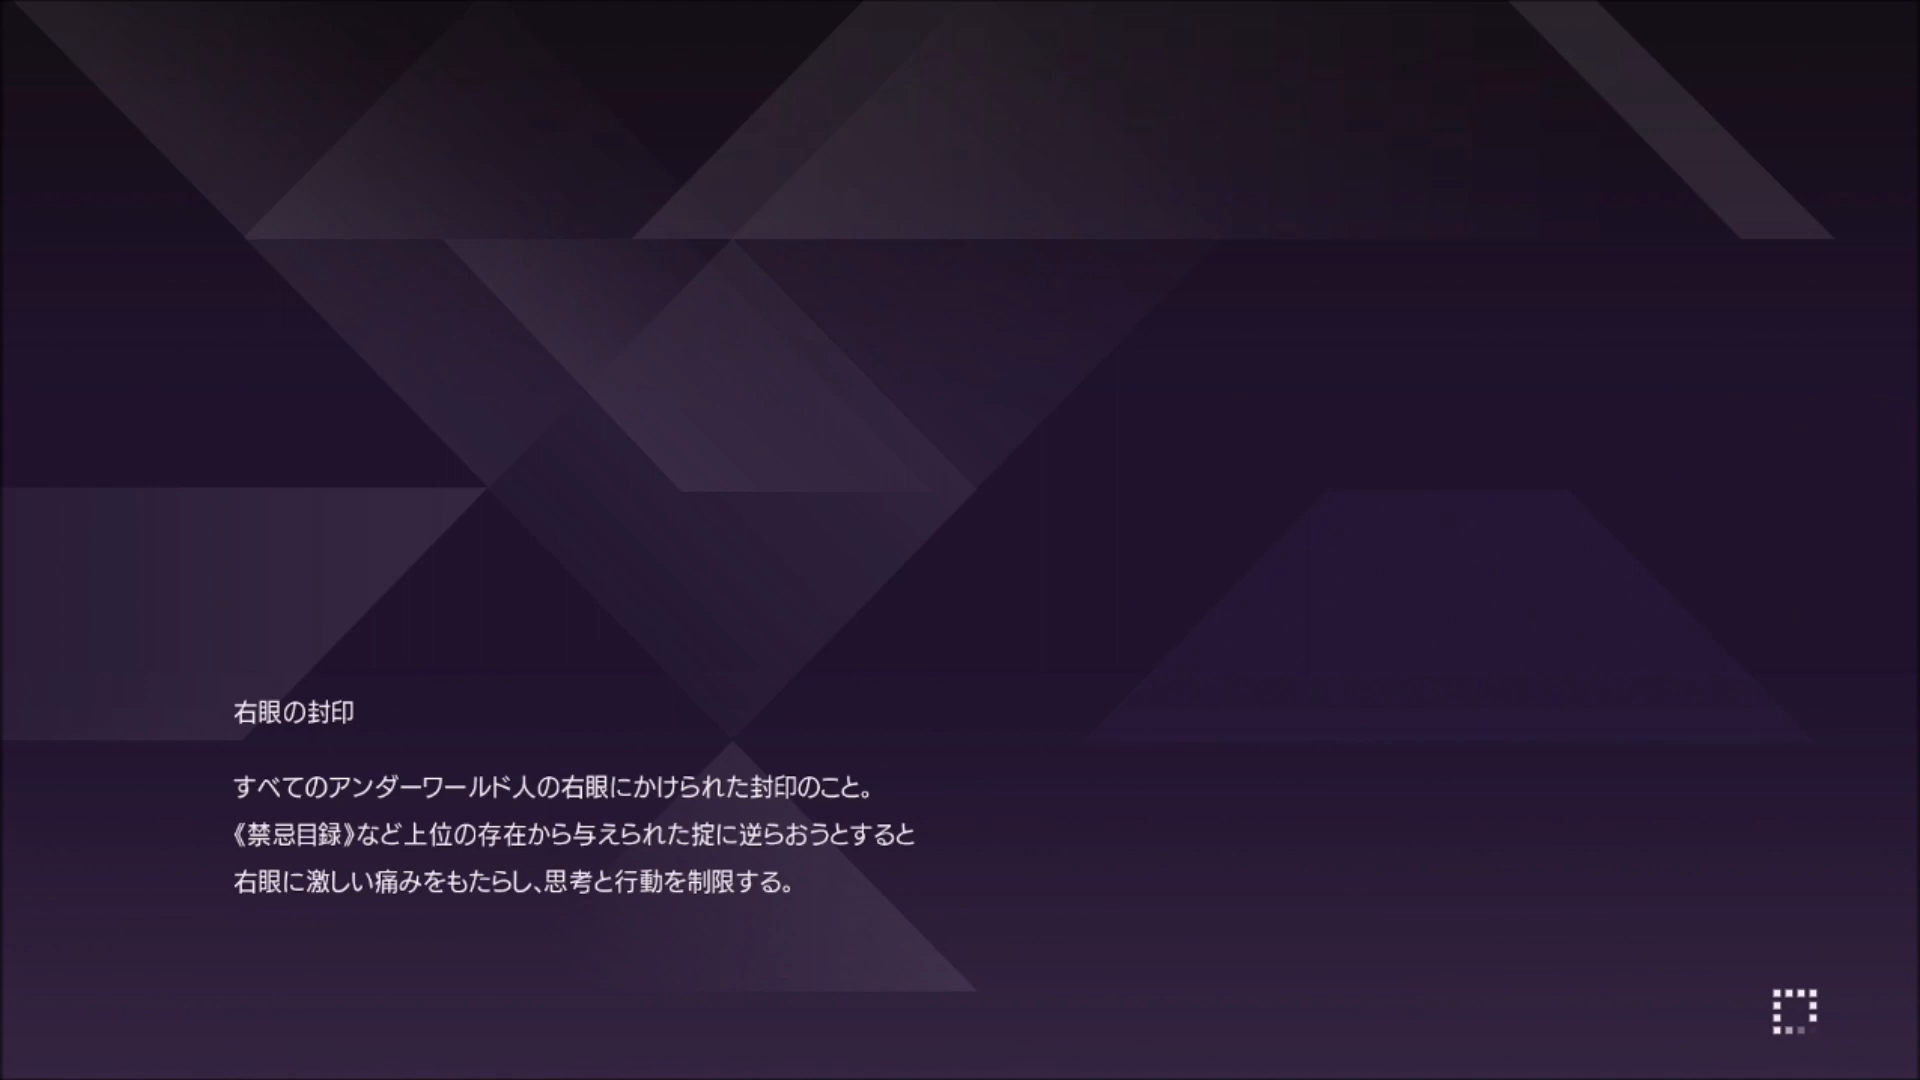 右眼の封印
すべてのアンダーワールド人の右眼にかけられた封印のこと。
《禁忌目録》など上位の存在から与えられた掟に逆らおうとすると
右眼に激しい痛みをもたらし、思考と行動を制限する。